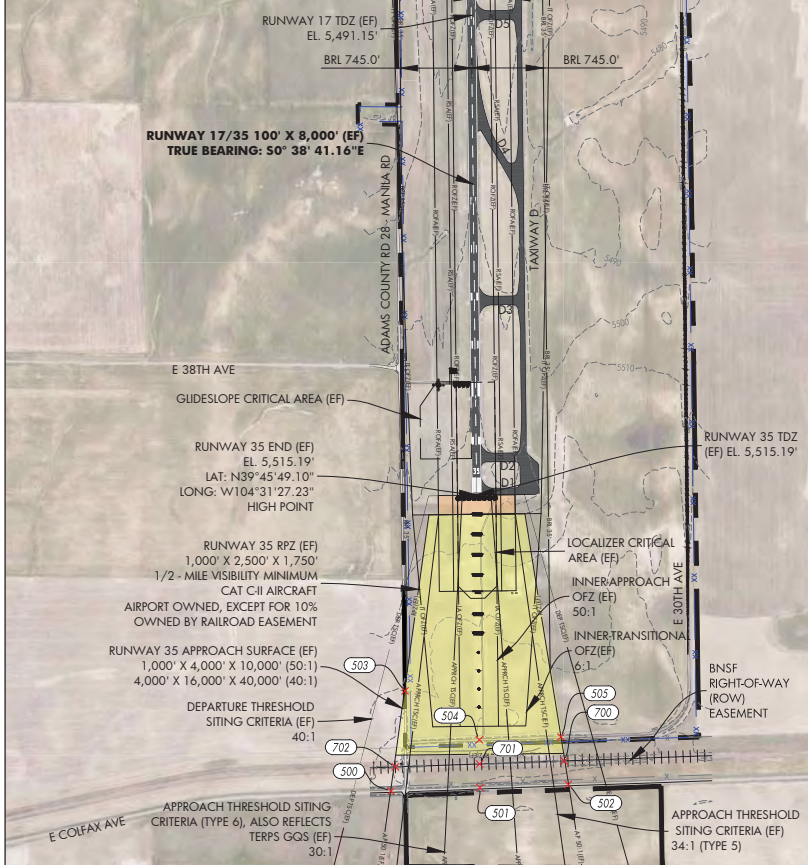 RUNWAY 17 TDZ (EF)
EL. 5,491.15'
D5
BRL 745.0'
BRL 745.0'
5490
5480
RUNWAY 17/35 100' X 8,000' (EF)
TRUE BEARING: S0° 38' 41.16"E
D4
ADAMS COUNTY RD 28 - MANILA RD
TAXIWAY D
5490
D3
5500
5510
E 38TH AVE
GLIDESLOPE CRITICAL AREA (EF)
RUNWAY 35 END (EF)
EL. 5,515.19'
LAT: N39°45'49.10"
LONG: W104°31'27.23"
HIGH POINT
RUNWAY 35 TDZ
(EF) EL. 5,515.19'
35
D2
D1
RUNWAY 35 RPZ (EF)
1,000' X 2,500' X 1,750'
1/2 - MILE VISIBILITY MINIMUM
CAT C-II AIRCRAFT
AIRPORT OWNED, EXCEPT FOR 10%
OWNED BY RAILROAD EASEMENT
LOCALIZER CRITICAL
AREA (EF)
INNER-APPROACH
OFZ (EF)
50:1
E 30TH AVE
INNER-TRANSITIONAL
OFZ(EF)
6:1
RUNWAY 35 APPROACH SURFACE (EF)
1,000' X 4,000' X 10,000' (50:1)
4,000' X 16,000' X 40,000' (40:1)
503
BNSF
RIGHT-OF-WAY
(ROW)
EASEMENT
DEPARTURE THRESHOLD
SITING CRITERIA (EF)
40:1
504
505
700
702
701
500
501
502
E COLFAX AVE
APPROACH THRESHOLD SITING
CRITERIA (TYPE 6), ALSO REFLECTS
TERPS GQS (EF)
30:1
APPROACH THRESHOLD
SITING CRITERIA (EF)
34:1 (TYPE 5)